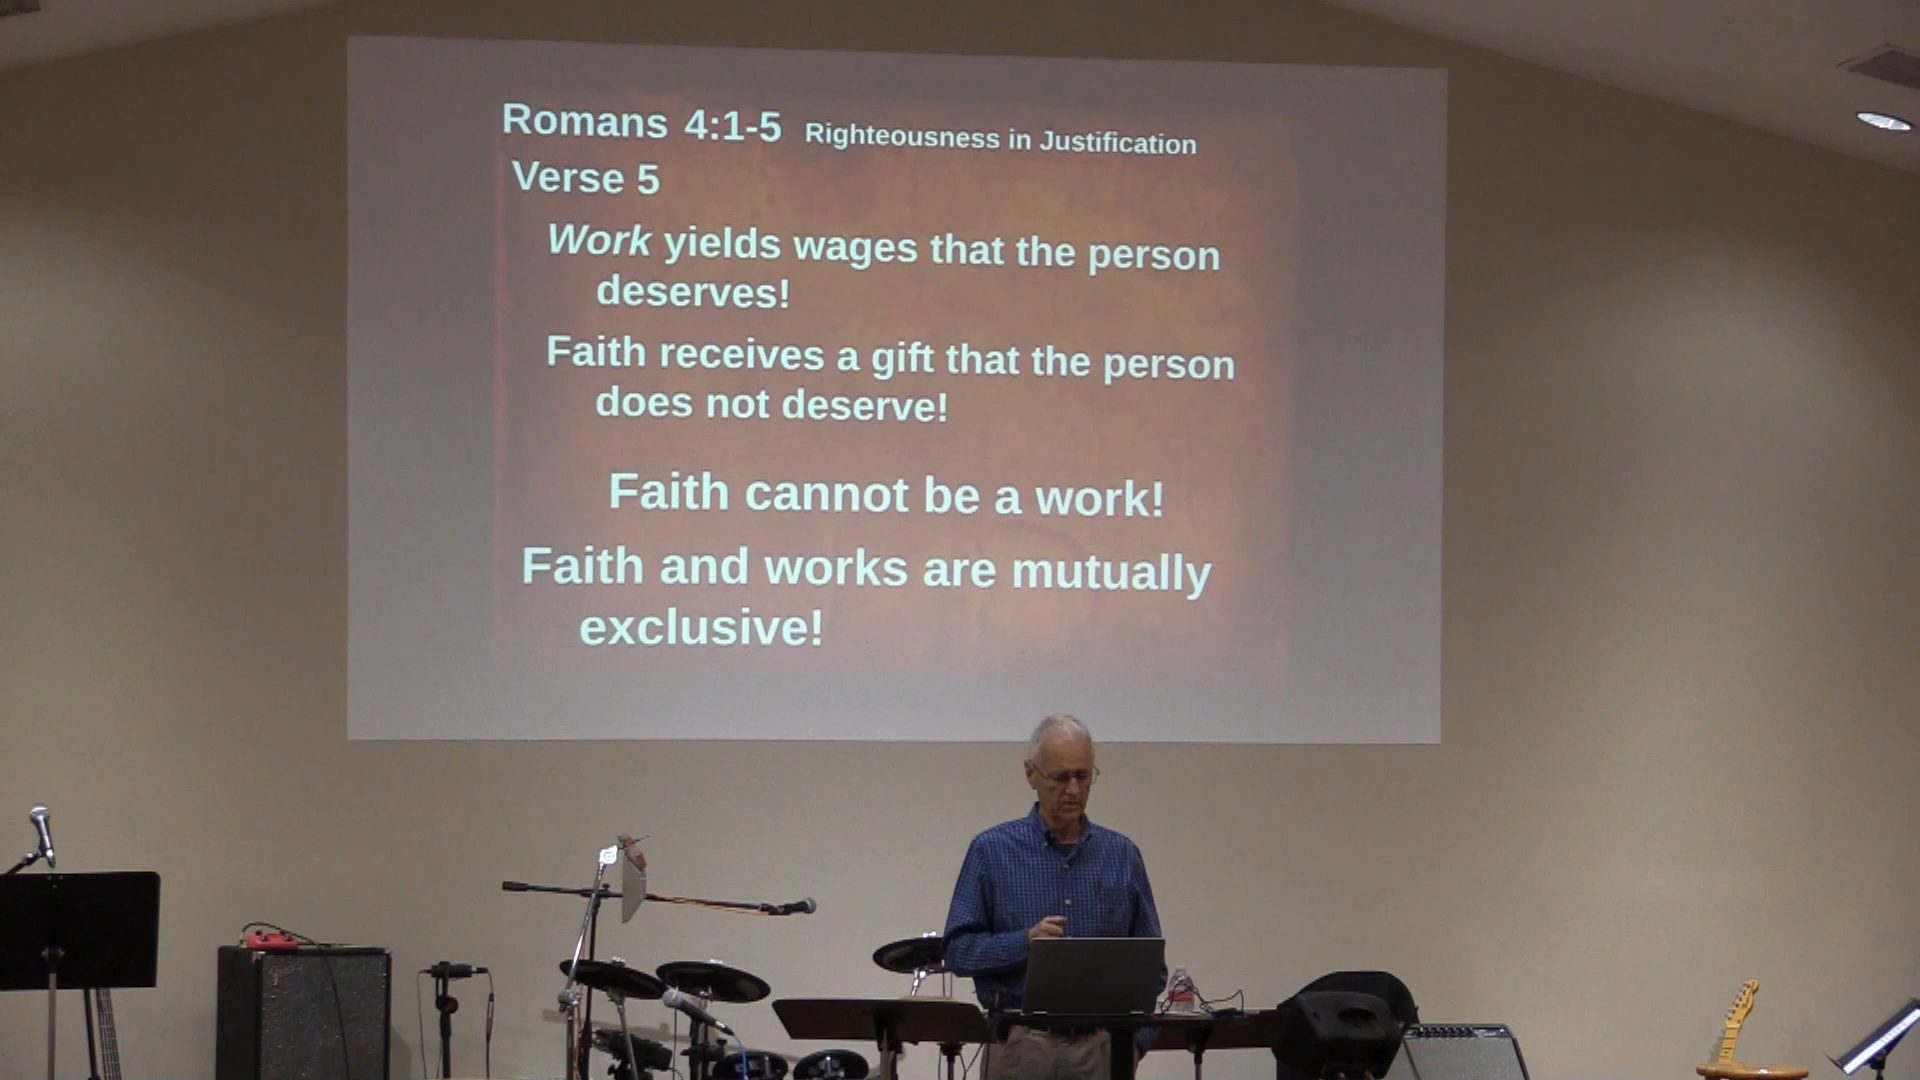 Romans 4:1-5 Righteousness in Justification
Verse 5
Work yields wages that the person
deserves!
Faith receives a gift that the person
does not deserve!
Faith cannot be a work!
Faith and works are mutually
exclusive!